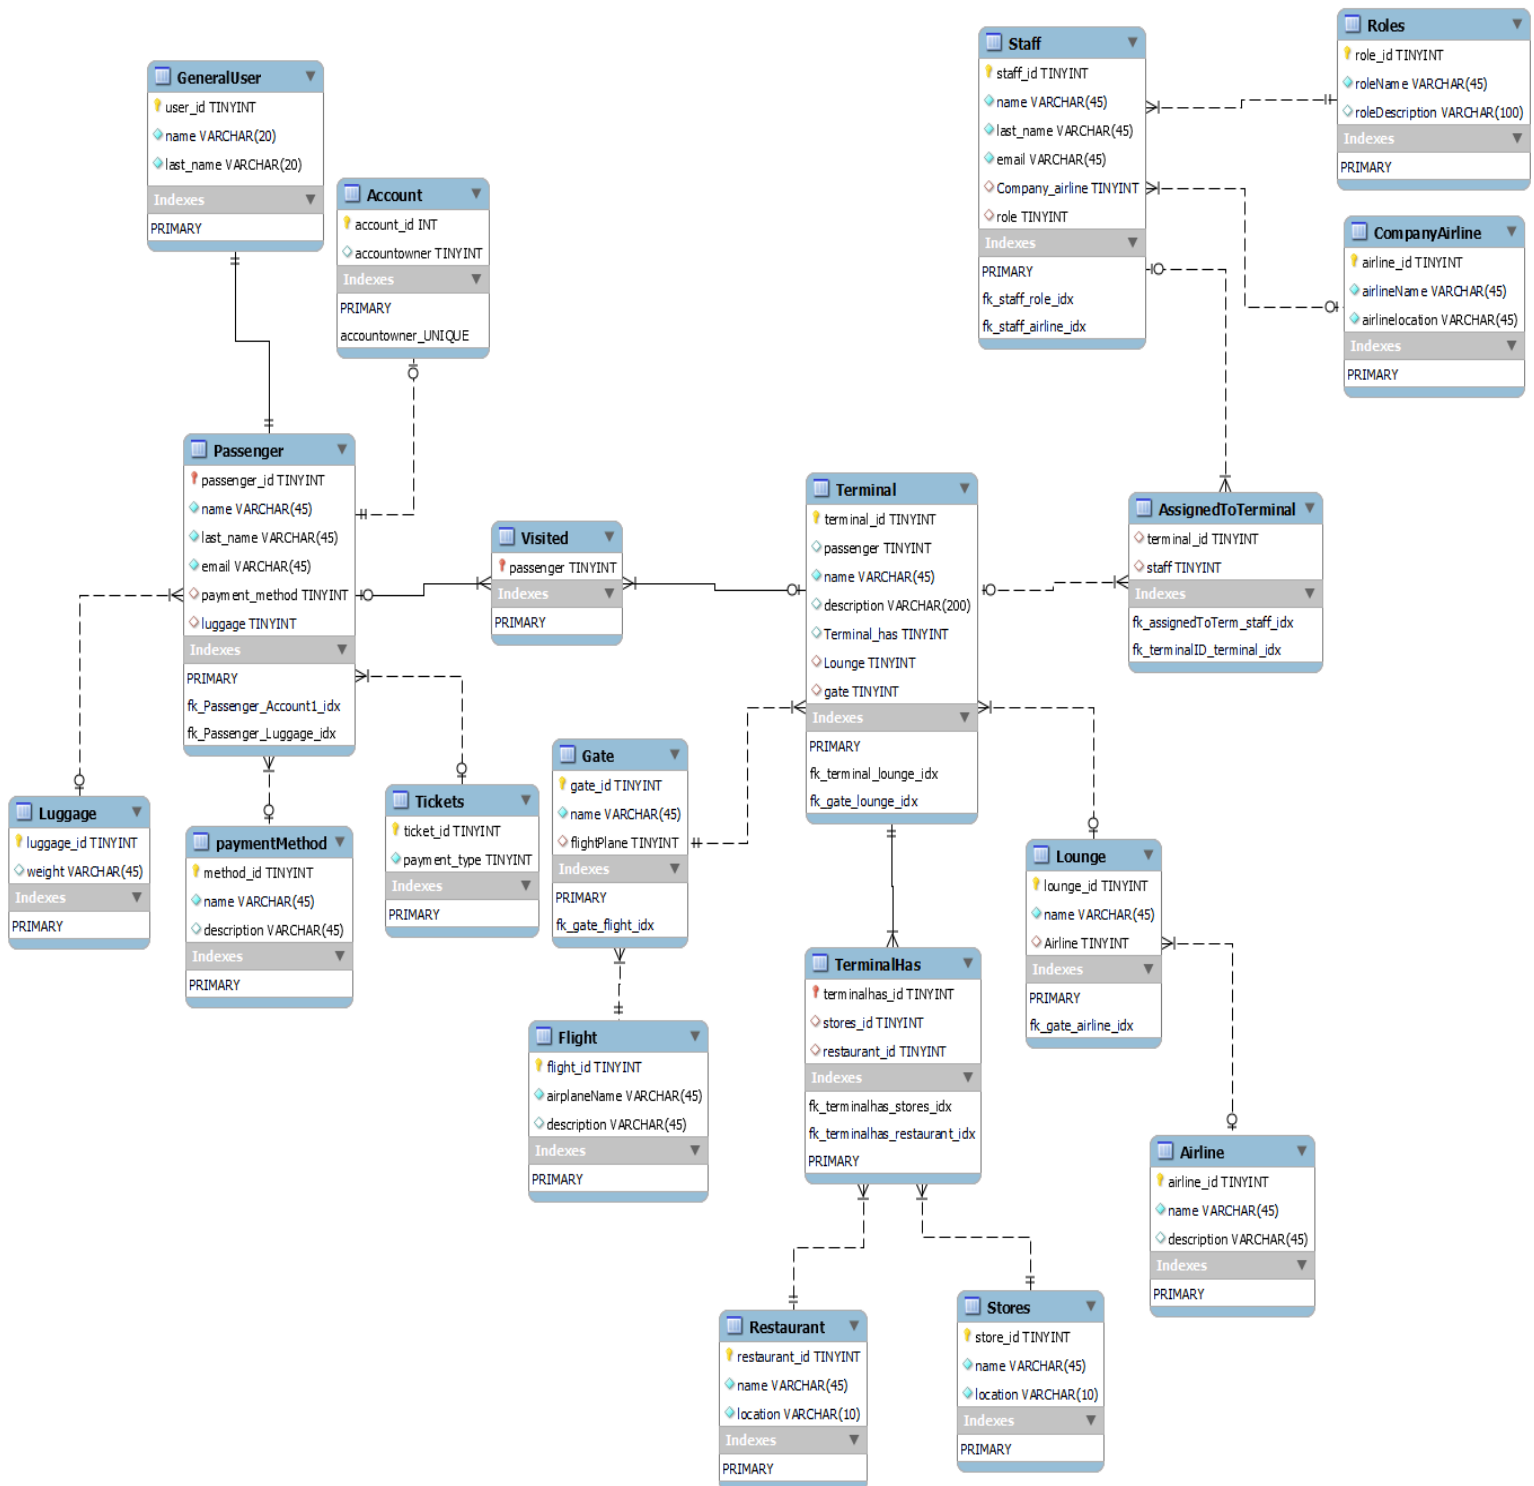 GeneralUser
user_id TINYINT
name VARCHAR(20)
last_name VARCHAR(20)
Indexes
PRIMARY
Account
account_id INT
accountowner TINYINT
Indexes
PRIMARY
accountowner_UNIQUE
Staff
staff_id TINYINT
name VARCHAR(45)
last_name VARCHAR(45)
email VARCHAR(45)
Company_airline TINYINT
role TINYINT
Indexes
PRIMARY
fk_staff_role_idx
fk_staff_airline_idx
Roles
role_id TINYINT
roleName VARCHAR(45)
roleDescription VARCHAR(100)
Indexes
PRIMARY
CompanyAirline
airline_id TINYINT
airlineName VARCHAR(45)
airlinelocation VARCHAR(45)
Indexes
PRIMARY
Passenger
passenger_id TINYINT
name VARCHAR(45)
last_name VARCHAR(45)
email VARCHAR(45)
payment_method TINYINT
luggage TINYINT
Indexes
PRIMARY
fk_Passenger_Account1_idx
fk_Passenger_Luggage_idx
Visited
passenger TINYINT
Indexes
PRIMARY
Terminal
terminal_id TINYINT
passenger TINYINT
name VARCHAR(45)
description VARCHAR(200)
Terminal_has TINYINT
Lounge TINYINT
gate TINYINT
Indexes
PRIMARY
fk_terminal_lounge_idx
fk_gate_lounge_idx
AssignedToTerminal
terminal_id TINYINT
staff TINYINT
Indexes
fk_assignedToTerm_staff_idx
fk_terminalID_terminal_idx
Luggage
luggage_id TINYINT
weight VARCHAR(45)
Indexes
PRIMARY
paymentMethod
method_id TINYINT
name VARCHAR(45)
description VARCHAR(45)
Indexes
PRIMARY
Tickets
ticket_id TINYINT
payment_type TINYINT
Indexes
PRIMARY
Gate
gate_id TINYINT
name VARCHAR(45)
flightPlane TINYINT
Indexes
PRIMARY
fk_gate_flight_idx
Lounge
lounge_id TINYINT
name VARCHAR(45)
Airline TINYINT
Indexes
PRIMARY
fk_gate_airline_idx
Flight
flight_id TINYINT
airplaneName VARCHAR(45)
description VARCHAR(45)
Indexes
PRIMARY
TerminalHas
terminalhas_id TINYINT
stores_id TINYINT
restaurant_id TINYINT
Indexes
fk_terminalhas_stores_idx
fk_terminalhas_restaurant_idx
PRIMARY
Airline
airline_id TINYINT
name VARCHAR(45)
description VARCHAR(45)
Indexes
PRIMARY
Restaurant
restaurant_id TINYINT
name VARCHAR(45)
location VARCHAR(10)
Indexes
PRIMARY
Stores
store_id TINYINT
name VARCHAR(45)
location VARCHAR(10)
Indexes
PRIMARY